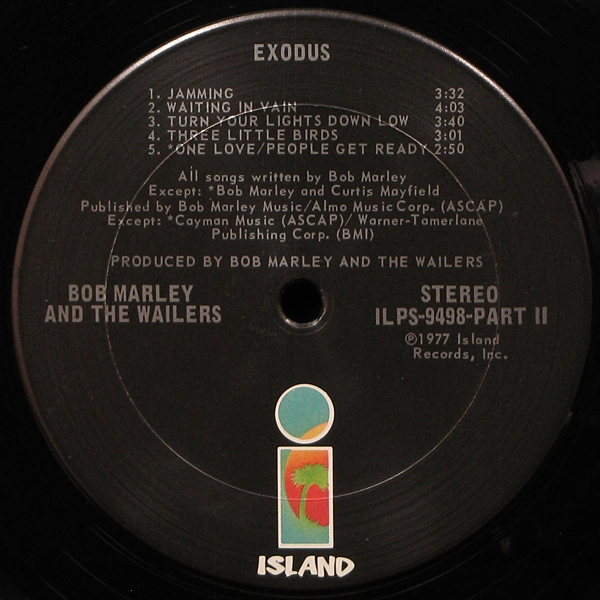 EXODUS
1. JAMMING 3:32
2. WAITING IN VAIN 4:03
3. TURN YOUR LIGHTS DOWN LOW 3:40
4. THREE LITTLE BIRDS 3:01
5. *ONE LOVE/PEOPLE GET READY 2:50
All songs written by Bob Marley
Except: *Bob Marley and Curtis Mayfield
Published by Bob Marley Music/Almo Music Corp. (ASCAP)
Except: *Cayman Music (ASCAP)/ Warner-Tamerlane
Publishing Corp. (BMI)
PRODUCED BY BOB MARLEY AND THE WAILERS
BOB MARLEY
AND THE WAILERS
STEREO
ILPS-9498-PART II
℗1977 Island
Records, Inc.
i
ISLAND